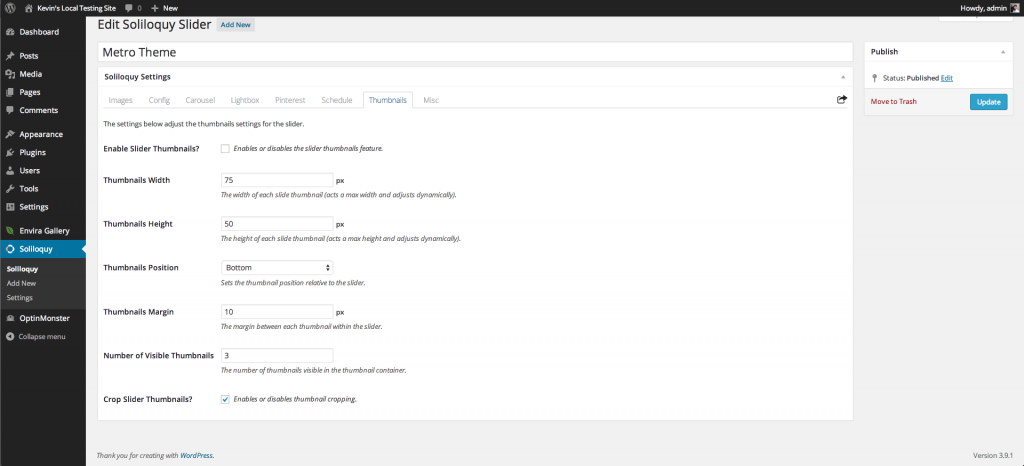 Kevin's Local Testing Site 0 New Howdy, admin
Edit Soliloquy Slider Add New
Metro Theme
Dashboard
Posts
Media
Pages
Comments
Appearance
Plugins
Users
Tools
Settings
Envira Gallery
Soliloquy
Soliloquy
Add New
Settings
OptinMonster
Collapse menu
Soliloquy Settings
Images Config Carousel Lightbox Pinterest Schedule Thumbnails Misc
The settings below adjust the thumbnails settings for the slider.
Enable Slider Thumbnails? Enables or disables the slider thumbnails feature.
Thumbnails Width 75 px
The width of each slide thumbnail (acts a max width and adjusts dynamically).
Thumbnails Height 50 px
The height of each slide thumbnail (acts a max height and adjusts dynamically).
Thumbnails Position Bottom
Sets the thumbnail position relative to the slider.
Thumbnails Margin 10 px
The margin between each thumbnail within the slider.
Number of Visible Thumbnails 3
The number of thumbnails visible in the thumbnail container.
Crop Slider Thumbnails? Enables or disables thumbnail cropping.
Publish
Status: Published Edit
Move to Trash Update
Thank you for creating with WordPress. Version 3.9.1